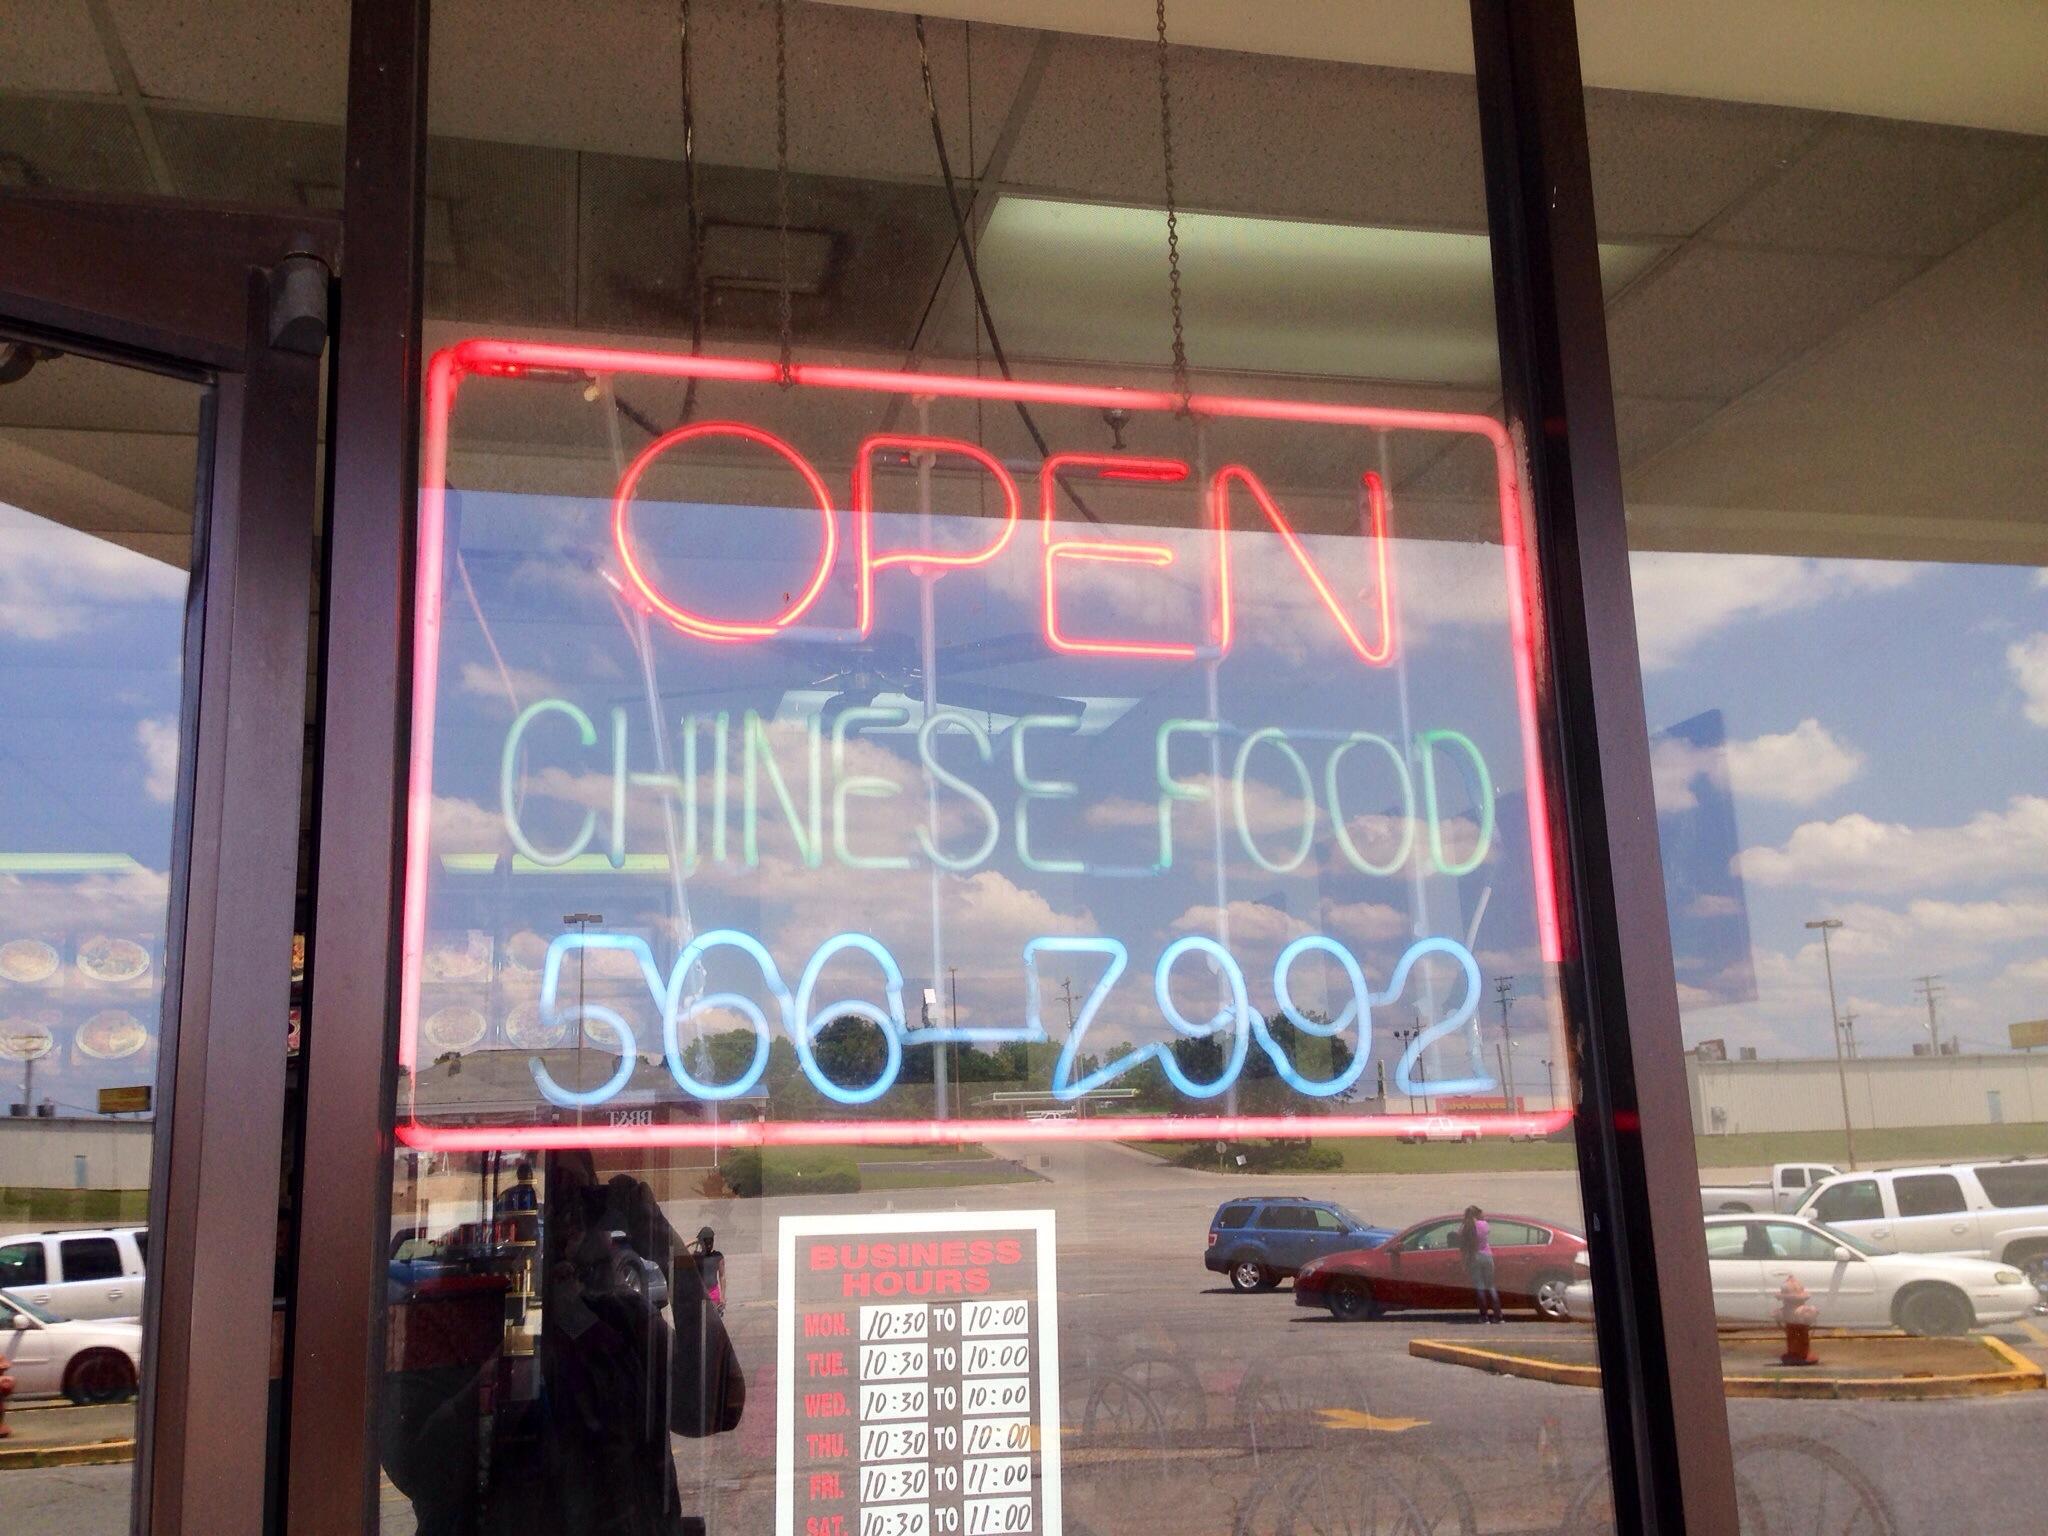 OPEN
CHINESE FOOD
566-7992
BB&T
BUSINESS
HOURS
MON. 10:30 TO 10:00
TUE. 10:30 TO 10:00
WED. 10:30 TO 10:00
THU. 10:30 TO 10:00
FRI. 10:30 TO 11:00
SAT. 10:30 TO 11:00